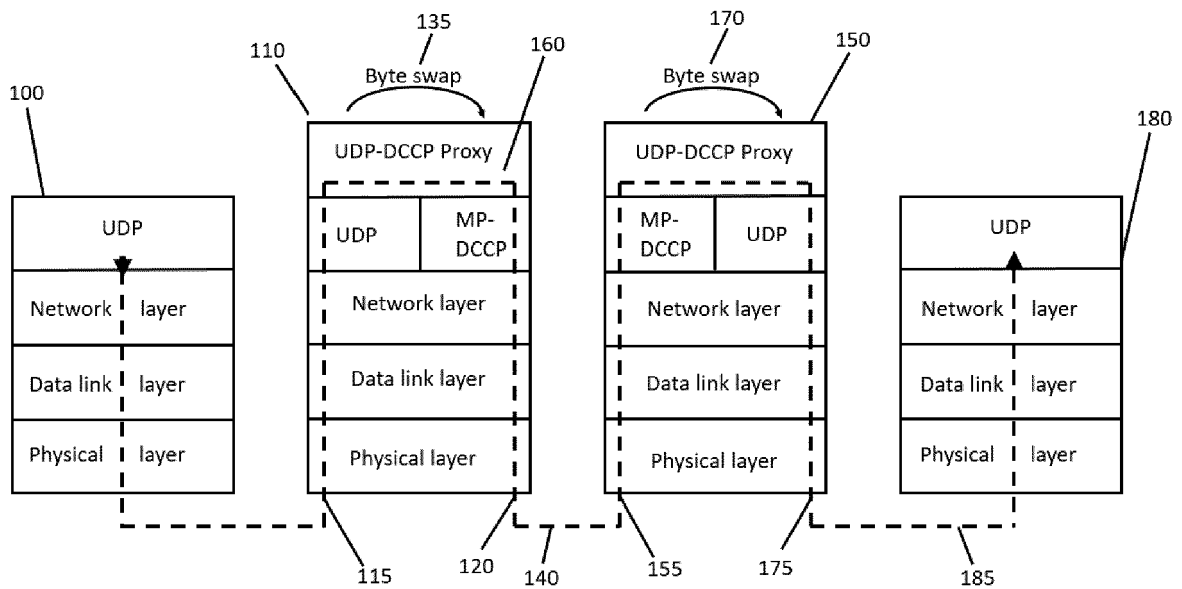 135
170
110
160
150
Byte swap
Byte swap
100
180
UDP-DCCP Proxy
UDP-DCCP Proxy
UDP
UDP
MP-
DCCP
MP-
DCCP
UDP
UDP
Network layer
Network layer
Network layer
Network layer
Data link layer
Data link layer
Data link layer
Data link layer
Physical layer
Physical layer
Physical layer
Physical layer
115
120
140
155
175
185